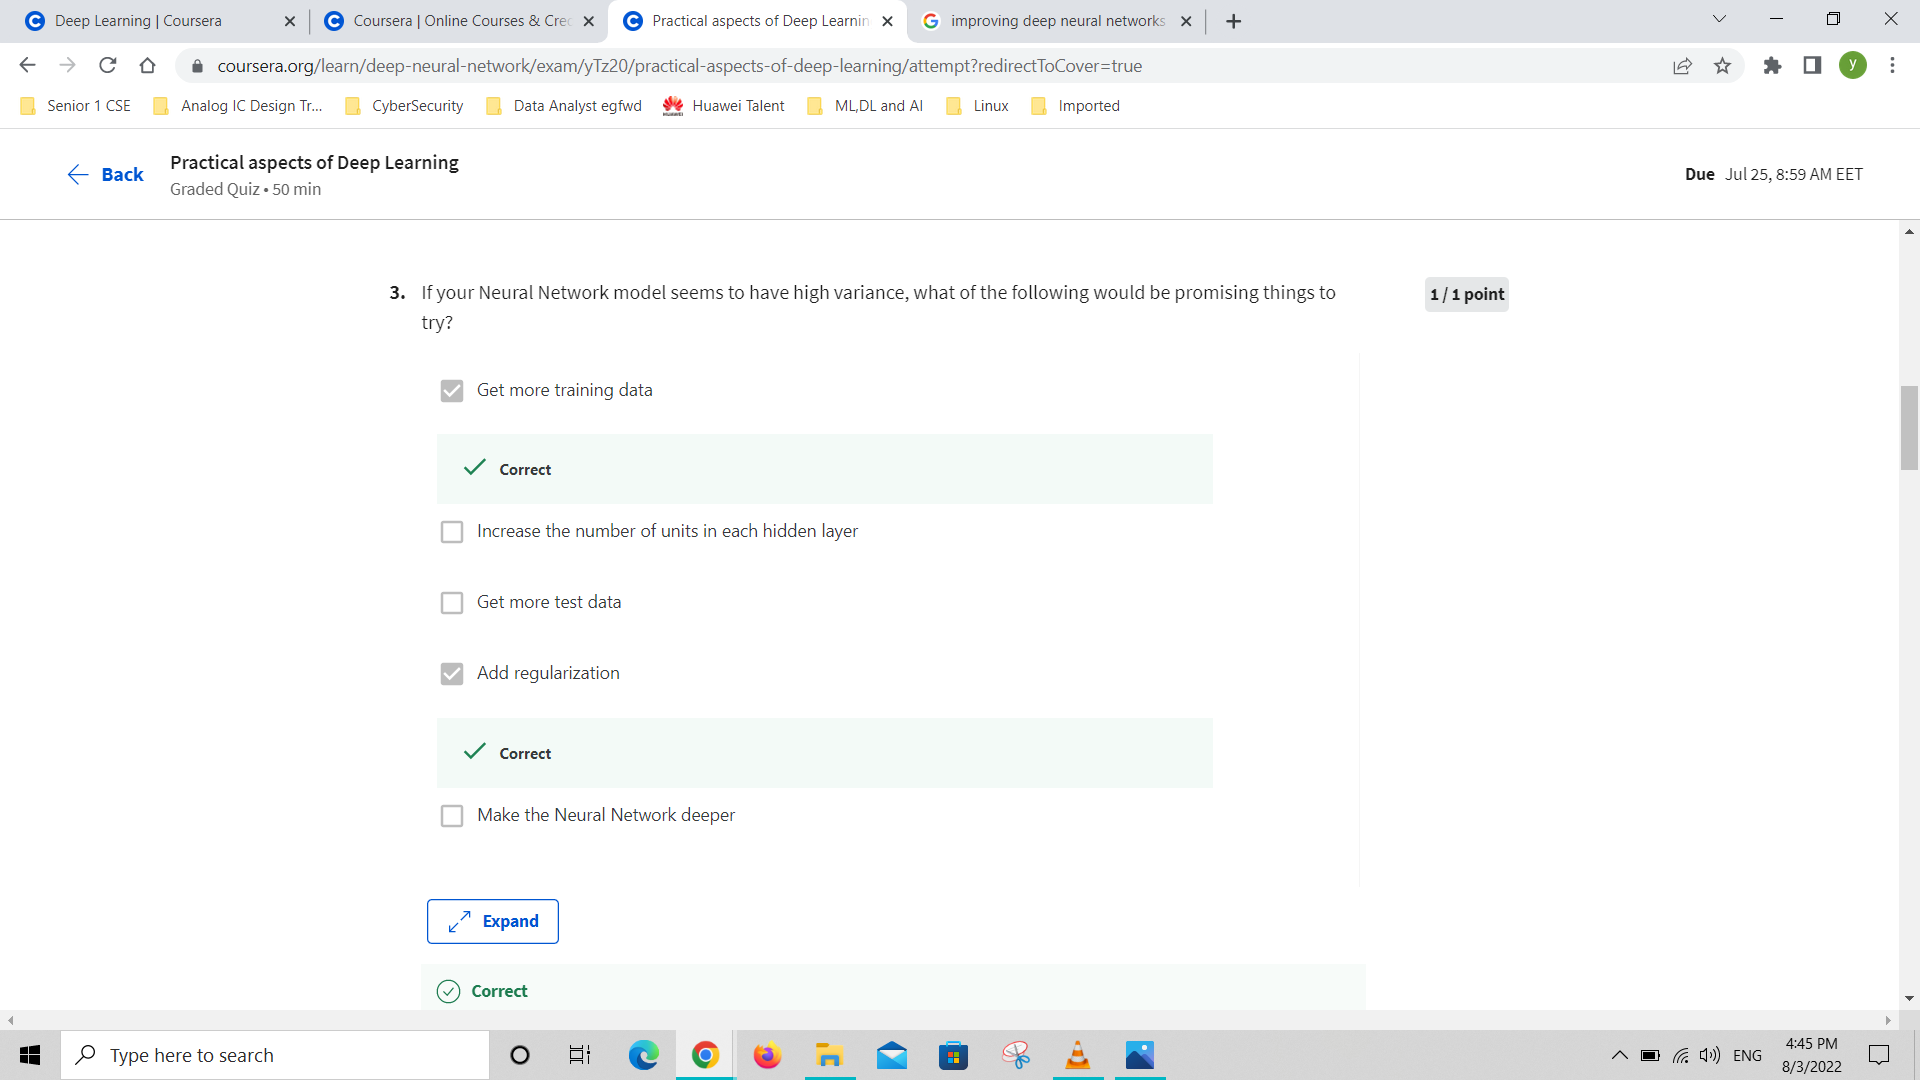 Deep Learning | Coursera
Coursera | Online Courses & Crec
Practical aspects of Deep Learnin
improving deep neural networks
coursera.org/learn/deep-neural-network/exam/yTz20/practical-aspects-of-deep-learning/attempt?redirectToCover=true
y
Senior 1 CSE
Analog IC Design Tr...
CyberSecurity
Data Analyst egfwd
Huawei Talent
ML,DL and AI
Linux
Imported
Back
Practical aspects of Deep Learning
Graded Quiz • 50 min
Due Jul 25, 8:59 AM EET
3. If your Neural Network model seems to have high variance, what of the following would be promising things to
try?
1 / 1 point
Get more training data
Correct
Increase the number of units in each hidden layer
Get more test data
Add regularization
Correct
Make the Neural Network deeper
Expand
Correct
Type here to search
ENG
4:45 PM
8/3/2022